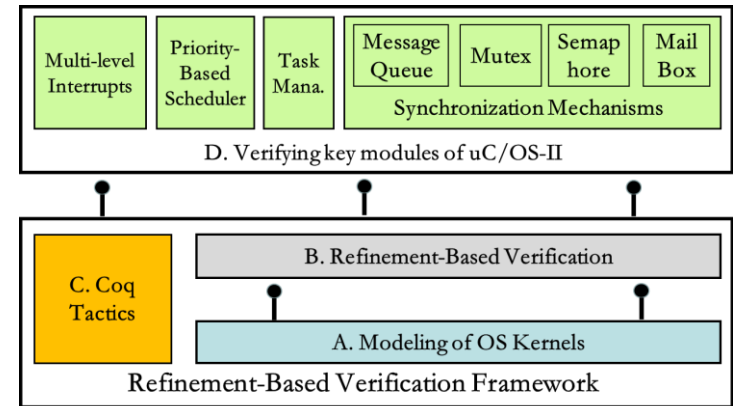 Multi-level
Interrupts
Priority-
Based
Scheduler
Task
Mana.
Message
Queue
Mutex
Semap
hore
Mail
Box
Synchronization Mechanisms
D. Verifying key modules of uC/OS-II
C. Coq
Tactics
B. Refinement-Based Verification
A. Modeling of OS Kernels
Refinement-Based Verification Framework